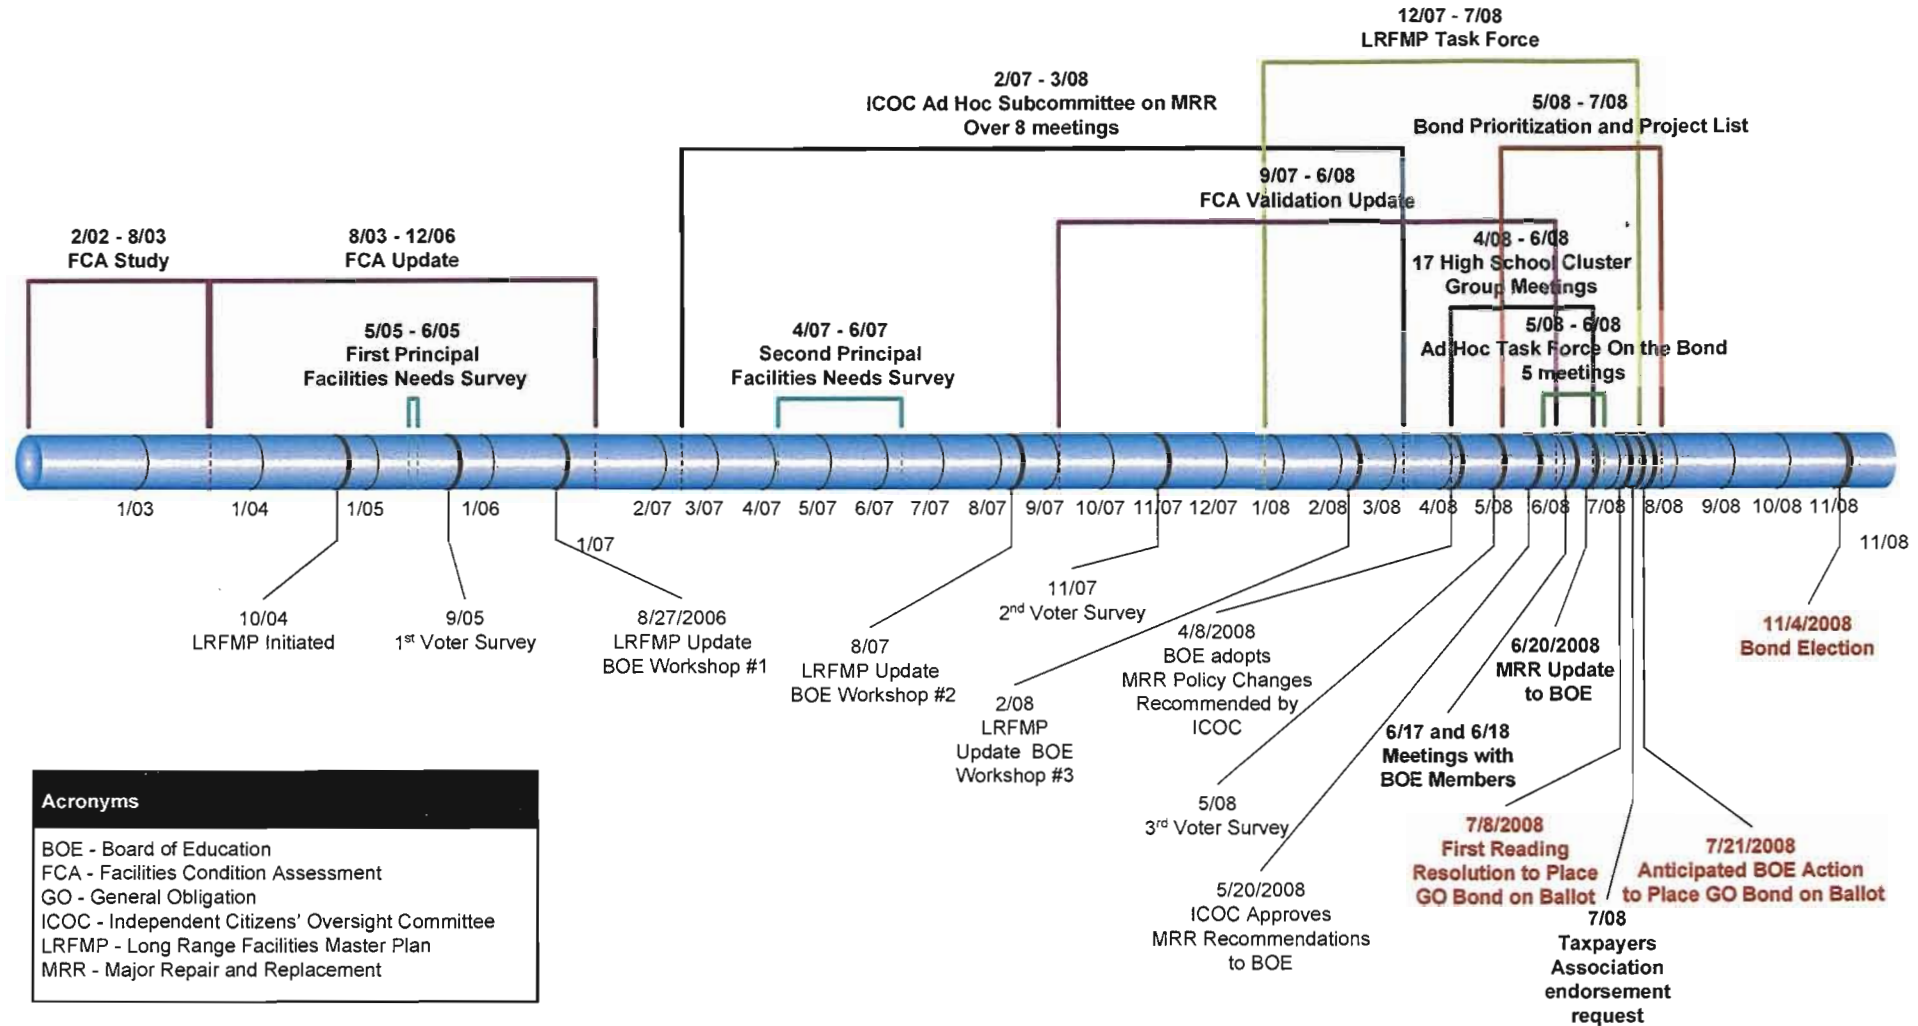 12/07 - 7/08
LRFMP Task Force
2/07 - 3/08
ICOC Ad Hoc Subcommittee on MRR
Over 8 meetings
5/08 - 7/08
Bond Prioritization and Project List
9/07 - 6/08
FCA Validation Update
2/02 - 8/03
FCA Study
8/03 - 12/06
FCA Update
4/08 - 6/08
17 High School Cluster
Group Meetings
5/05 - 6/05
First Principal
Facilities Needs Survey
4/07 - 6/07
Second Principal
Facilities Needs Survey
5/08 - 6/08
Ad Hoc Task Force On the Bond
5 meetings
1/03 1/04 1/05 1/06 2/07 3/07 4/07 5/07 6/07 7/07 8/07 9/07 10/07 11/07 12/07 1/08 2/08 3/08 4/08 5/08 6/08 7/08 8/08 9/08 10/08 11/08
1/07
11/08
10/04
LRFMP Initiated
9/05
1st Voter Survey
8/27/2006
LRFMP Update
BOE Workshop #1
8/07
LRFMP Update
BOE Workshop #2
11/07
2nd Voter Survey
2/08
LRFMP
Update BOE
Workshop #3
4/8/2008
BOE adopts
MRR Policy Changes
Recommended by
ICOC
5/08
3rd Voter Survey
5/20/2008
ICOC Approves
MRR Recommendations
to BOE
6/17 and 6/18
Meetings with
BOE Members
6/20/2008
MRR Update
to BOE
7/8/2008
First Reading
Resolution to Place
GO Bond on Ballot
7/08
Taxpayers
Association
endorsement
request
7/21/2008
Anticipated BOE Action
to Place GO Bond on Ballot
11/4/2008
Bond Election
Acronyms
BOE - Board of Education
FCA - Facilities Condition Assessment
GO - General Obligation
ICOC - Independent Citizens' Oversight Committee
LRFMP - Long Range Facilities Master Plan
MRR - Major Repair and Replacement